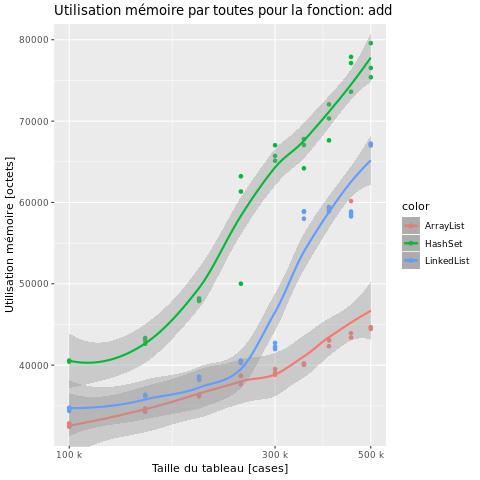 Utilisation mémoire par toutes pour la fonction: add
80000
70000
60000
50000
40000
Utilisation mémoire [octets]
100 k
300 k
500 k
Taille du tableau [cases]
color
ArrayList
HashSet
LinkedList